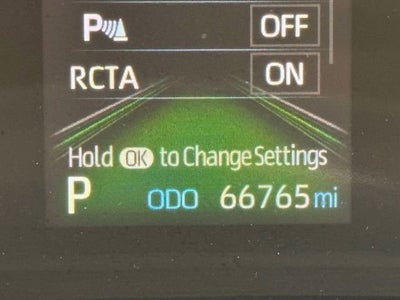 P OFF
RCTA ON
Hold OK to Change Settings
P ODO 66765 mi